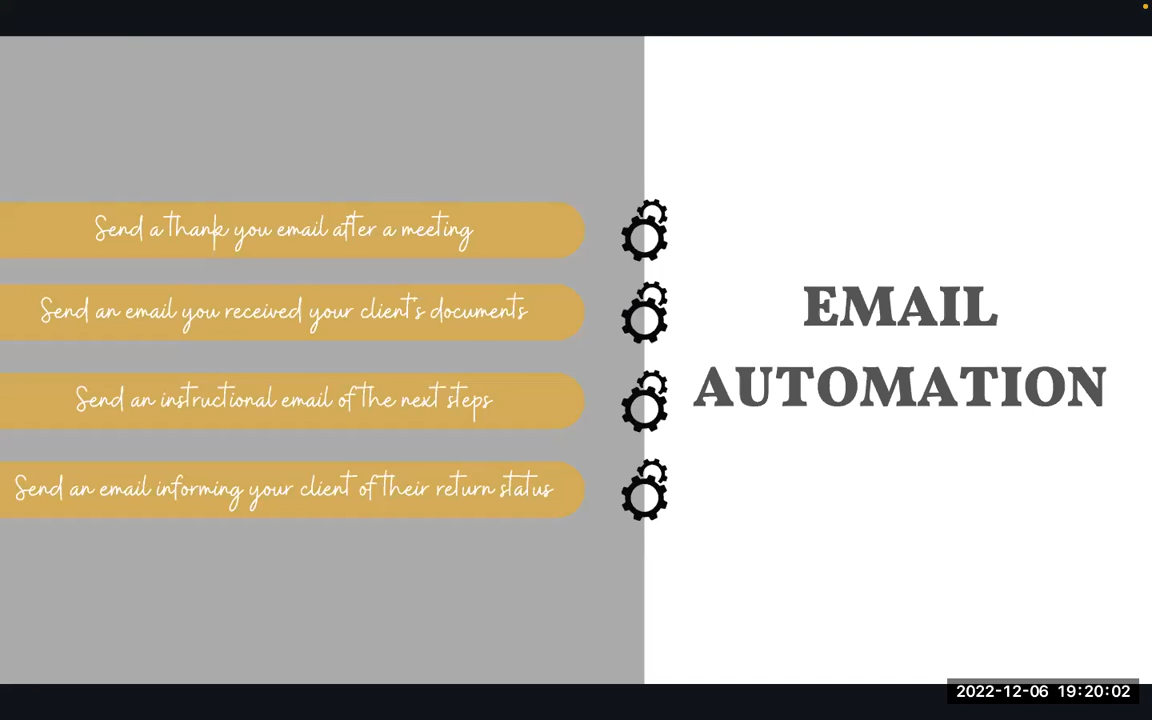 Send a thank you email after a meeting
Send an email you received your client's documents
Send an instructional email of the next steps
Send an email informing your client of their return status
EMAIL
AUTOMATION
2022-12-06 19:20:02